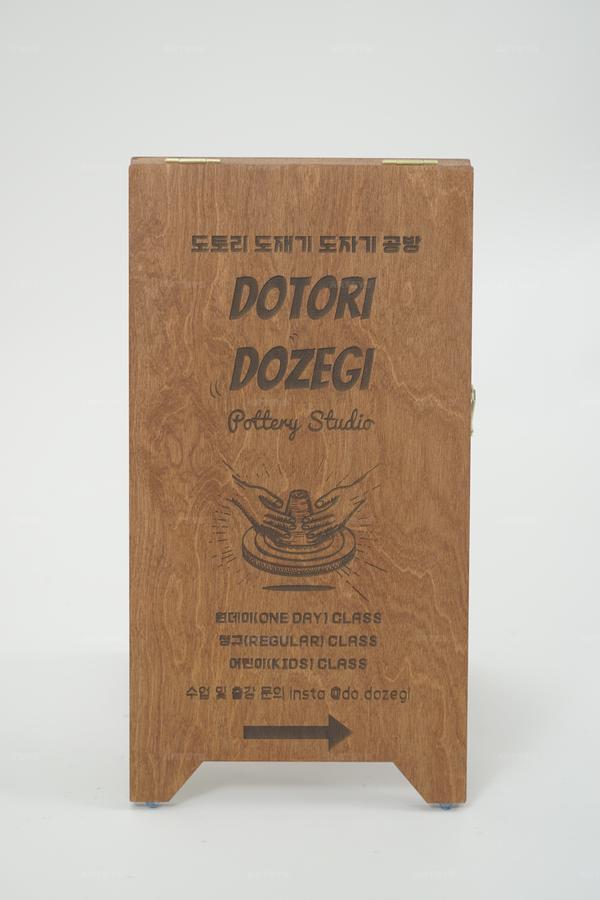 도토리 도재기 도자기 공방
DOTORI
DOZEGI
Pottery Studio
원데이(ONE DAY) CLASS
정규(REGULAR) CLASS
어린이(KIDS) CLASS
수업 및 출강 문의 insta @do.dozegi